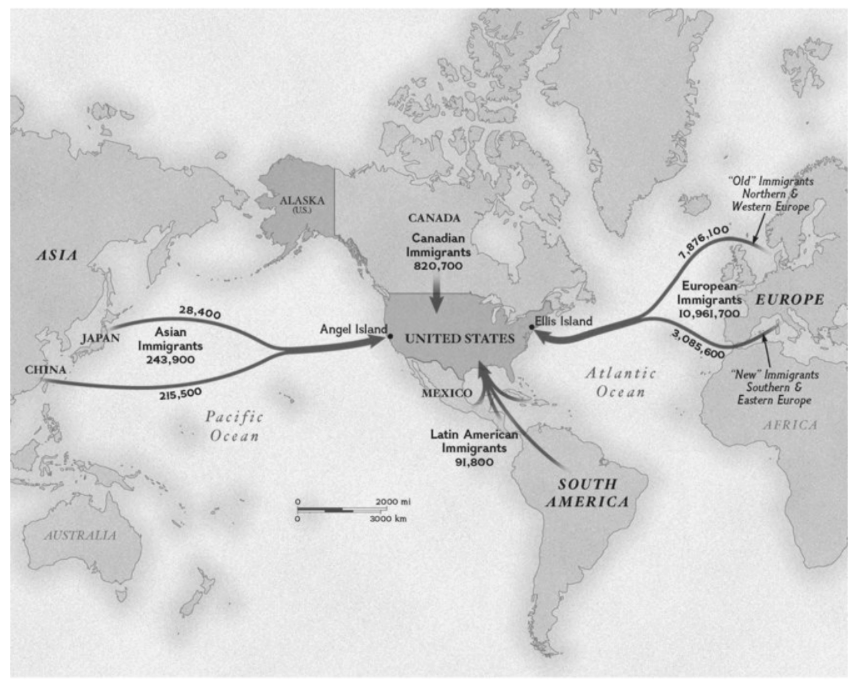 "Old" Immigrants
Northern &
Western Europe
ALASKA
(U.S.)
CANADA
Canadian
Immigrants
820,700
7,876,100
ASIA
European
Immigrants
10,961,700
EUROPE
28,400
JAPAN
Asian
Immigrants
243,900
Angel Island
UNITED STATES
Ellis Island
3,085,600
CHINA
215,500
MEXICO
Atlantic
Ocean
"New" Immigrants
Southern &
Eastern Europe
Pacific
Ocean
Latin American
Immigrants
91,800
AFRICA
SOUTH
AMERICA
0 2000 mi
0 3000 km
AUSTRALIA